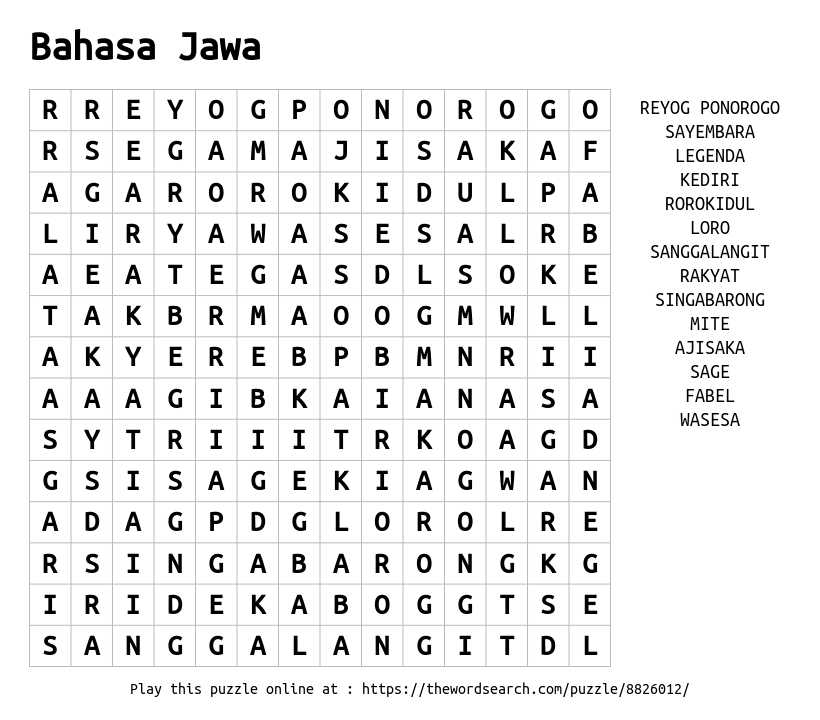 Bahasa Jawa
R R E Y O G P O N O R O G O
R S E G A M A J I S A K A F
A G A R O R O K I D U L P A
L I R Y A W A S E S A L R B
A E A T E G A S D L S O K E
T A K B R M A O O G M W L L
A K Y E R E B P B M N R I I
A A A G I B K A I A N A S A
S Y T R I I I T R K O A G D
G S I S A G E K I A G W A N
A D A G P D G L O R O L R E
R S I N G A B A R O N G K G
I R I D E K A B O G G T S E
S A N G G A L A N G I T D L
REYOG PONOROGO
SAYEMBARA
LEGENDA
KEDIRI
ROROKIDUL
LORO
SANGGALANGIT
RAKYAT
SINGABARONG
MITE
AJISAKA
SAGE
FABEL
WASESA
Play this puzzle online at : https://thewordsearch.com/puzzle/8826012/